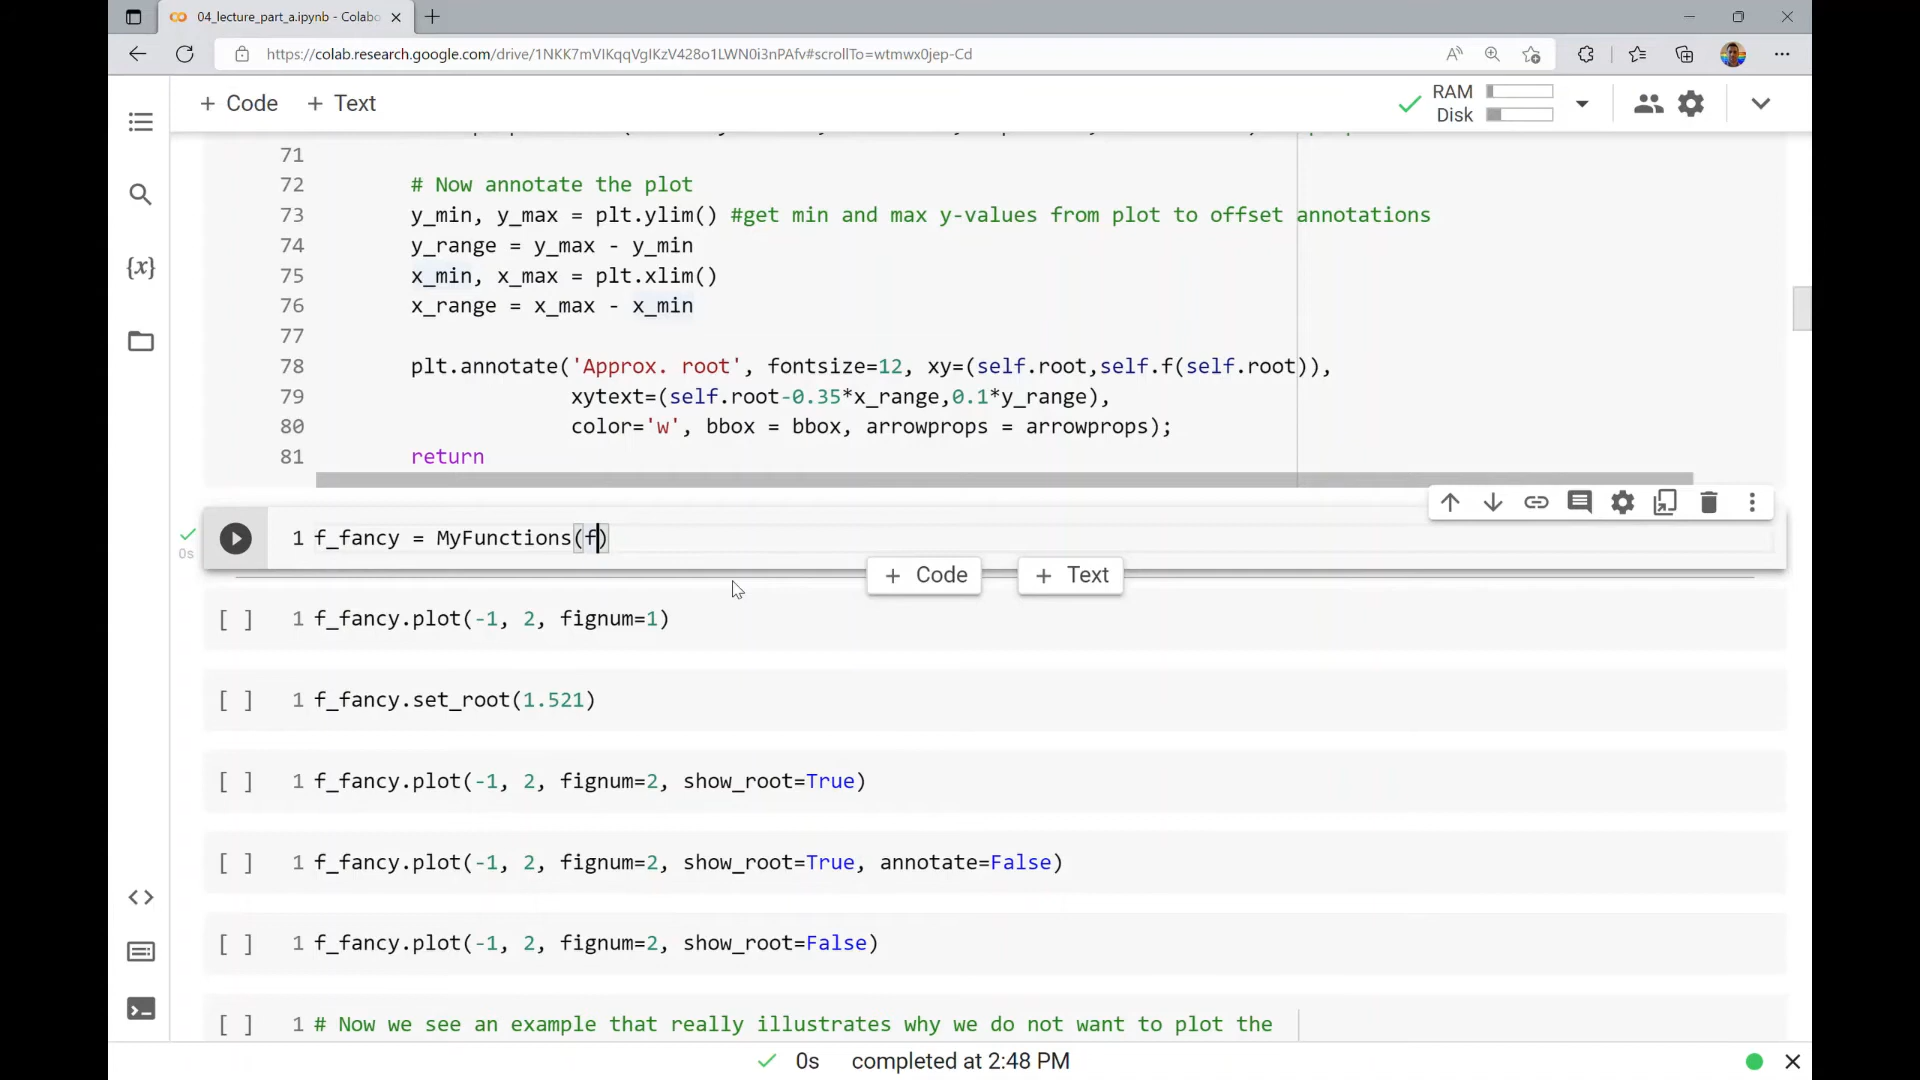 04_lecture_part_a.ipynb - Colabo
https://colab.research.google.com/drive/1NKK7mVIKqqVgIKzV428o1LWN0i3nPAfv#scrollTo=wtmwx0jep-Cd
+ Code + Text
RAM
Disk
71
72 # Now annotate the plot
73 y_min, y_max = plt.ylim() #get min and max y-values from plot to offset annotations
74 y_range = y_max - y_min
75 x_min, x_max = plt.xlim()
76 x_range = x_max - x_min
77
78 plt.annotate('Approx. root', fontsize=12, xy=(self.root,self.f(self.root)),
79 xytext=(self.root-0.35*x_range,0.1*y_range),
80 color='w', bbox = bbox, arrowprops = arrowprops);
81 return
0s
1 f_fancy = MyFunctions(f)
+ Code + Text
[ ] 1 f_fancy.plot(-1, 2, fignum=1)
[ ] 1 f_fancy.set_root(1.521)
[ ] 1 f_fancy.plot(-1, 2, fignum=2, show_root=True)
[ ] 1 f_fancy.plot(-1, 2, fignum=2, show_root=True, annotate=False)
[ ] 1 f_fancy.plot(-1, 2, fignum=2, show_root=False)
[ ] 1 # Now we see an example that really illustrates why we do not want to plot the
0s completed at 2:48 PM